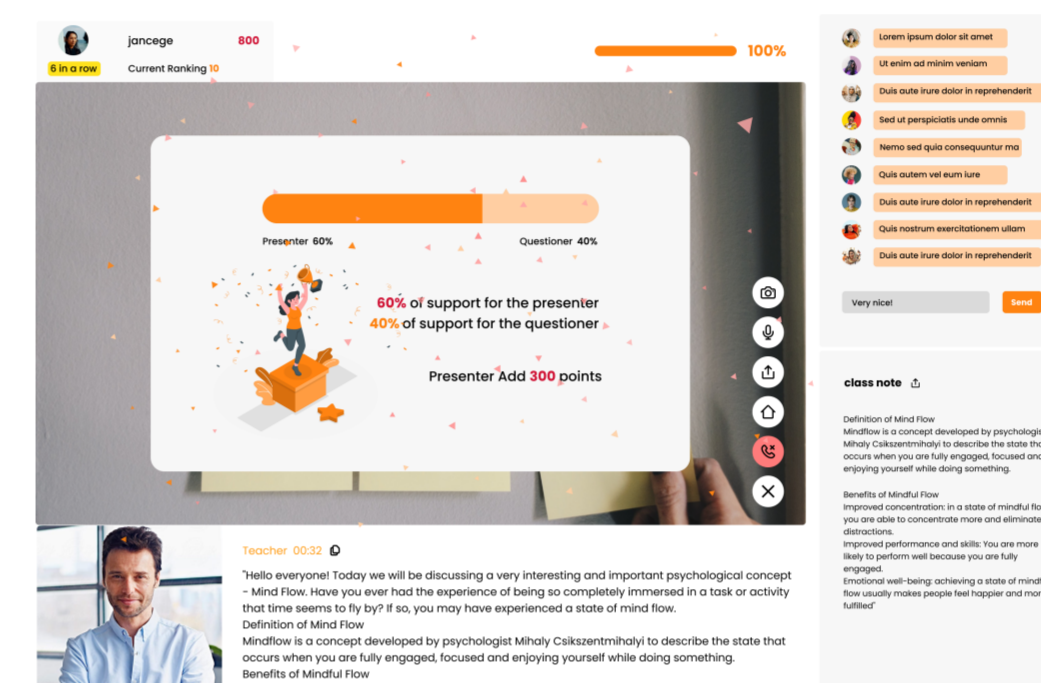 jancege 800
6 in a row
Current Ranking 10
100%
Presenter 60%
Questioner 40%
60% of support for the presenter
40% of support for the questioner
Presenter Add 300 points
Teacher 00:32
"Hello everyone! Today we will be discussing a very interesting and important psychological concept
- Mind Flow. Have you ever had the experience of being so completely immersed in a task or activity
that time seems to fly by? If so, you may have experienced a state of mind flow.
Definition of Mind Flow
Mindflow is a concept developed by psychologist Mihaly Csikszentmihalyi to describe the state that
occurs when you are fully engaged, focused and enjoying yourself while doing something.
Benefits of Mindful Flow
Lorem ipsum dolor sit amet
Ut enim ad minim veniam
Duis aute irure dolor in reprehenderit
Sed ut perspiciatis unde omnis
Nemo sed quia consequuntur ma
Quis autem vel eum iure
Duis aute irure dolor in reprehenderit
Quis nostrum exercitationem ullam
Duis aute irure dolor in reprehenderit
Very nice!
Send
class note
Definition of Mind Flow
Mindflow is a concept developed by psychologis
Mihaly Csikszentmihalyi to describe the state tha
occurs when you are fully engaged, focused and
enjoying yourself while doing something.
Benefits of Mindful Flow
Improved concentration: in a state of mindful flo
you are able to concentrate more and eliminate
distractions.
Improved performance and skills: You are more
likely to perform well because you are fully
engaged.
Emotional well-being: achieving a state of mindf
flow usually makes people feel happier and mor
fulfilled"